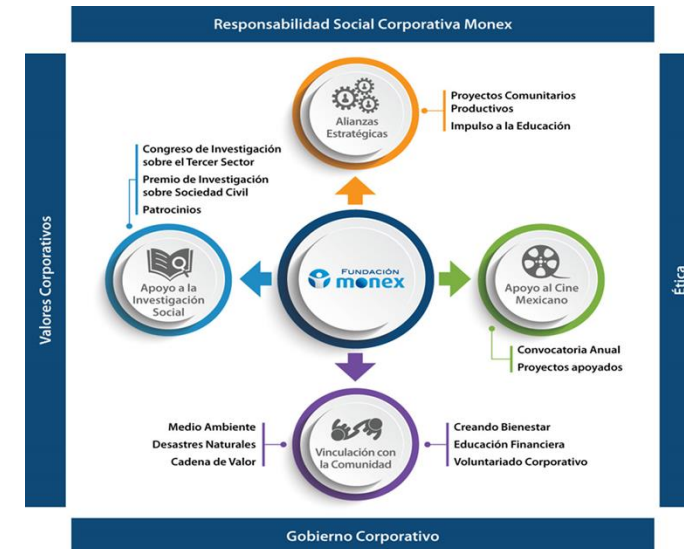 Responsabilidad Social Corporativa Monex
Valores Corporativos
Ética
Alianzas
Estratégicas
Proyectos Comunitarios
Productivos
Impulso a la Educación
Congreso de Investigación
sobre el Tercer Sector
Premio de Investigación
sobre Sociedad Civil
Patrocinios
Apoyo a la
Investigación
Social
FUNDACIÓN
monex
Apoyo al Cine
Mexicano
Convocatoria Anual
Proyectos apoyados
Medio Ambiente
Desastres Naturales
Cadena de Valor
Vinculación con
la Comunidad
Creando Bienestar
Educación Financiera
Voluntariado Corporativo
Gobierno Corporativo